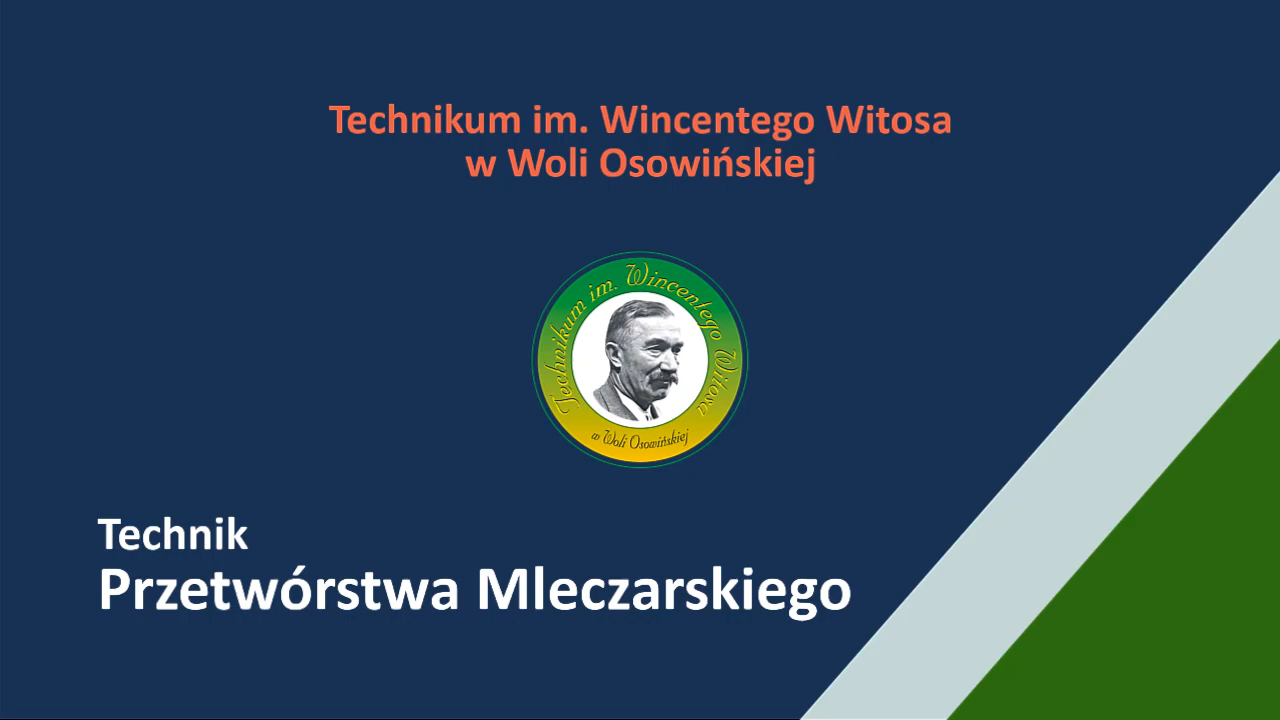 Technikum im. Wincentego Witosa
w Woli Osowińskiej
Technikum im. Wincentego Witosa
w Woli Osowińskiej
Technik
Przetwórstwa Mleczarskiego